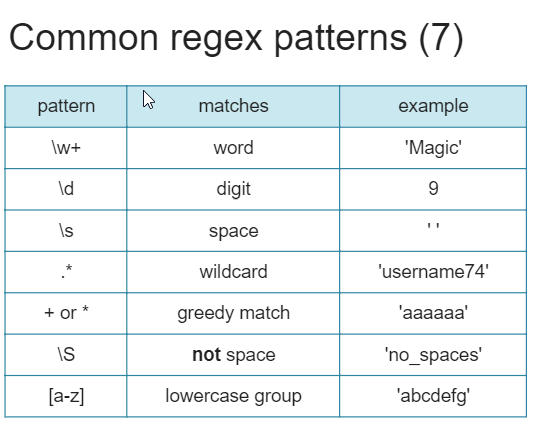 Common regex patterns (7)
pattern matches example
\w+ word 'Magic'
\d digit 9
\s space ' '
.* wildcard 'username74'
+ or * greedy match 'aaaaaa'
\S not space 'no_spaces'
[a-z] lowercase group 'abcdefg'